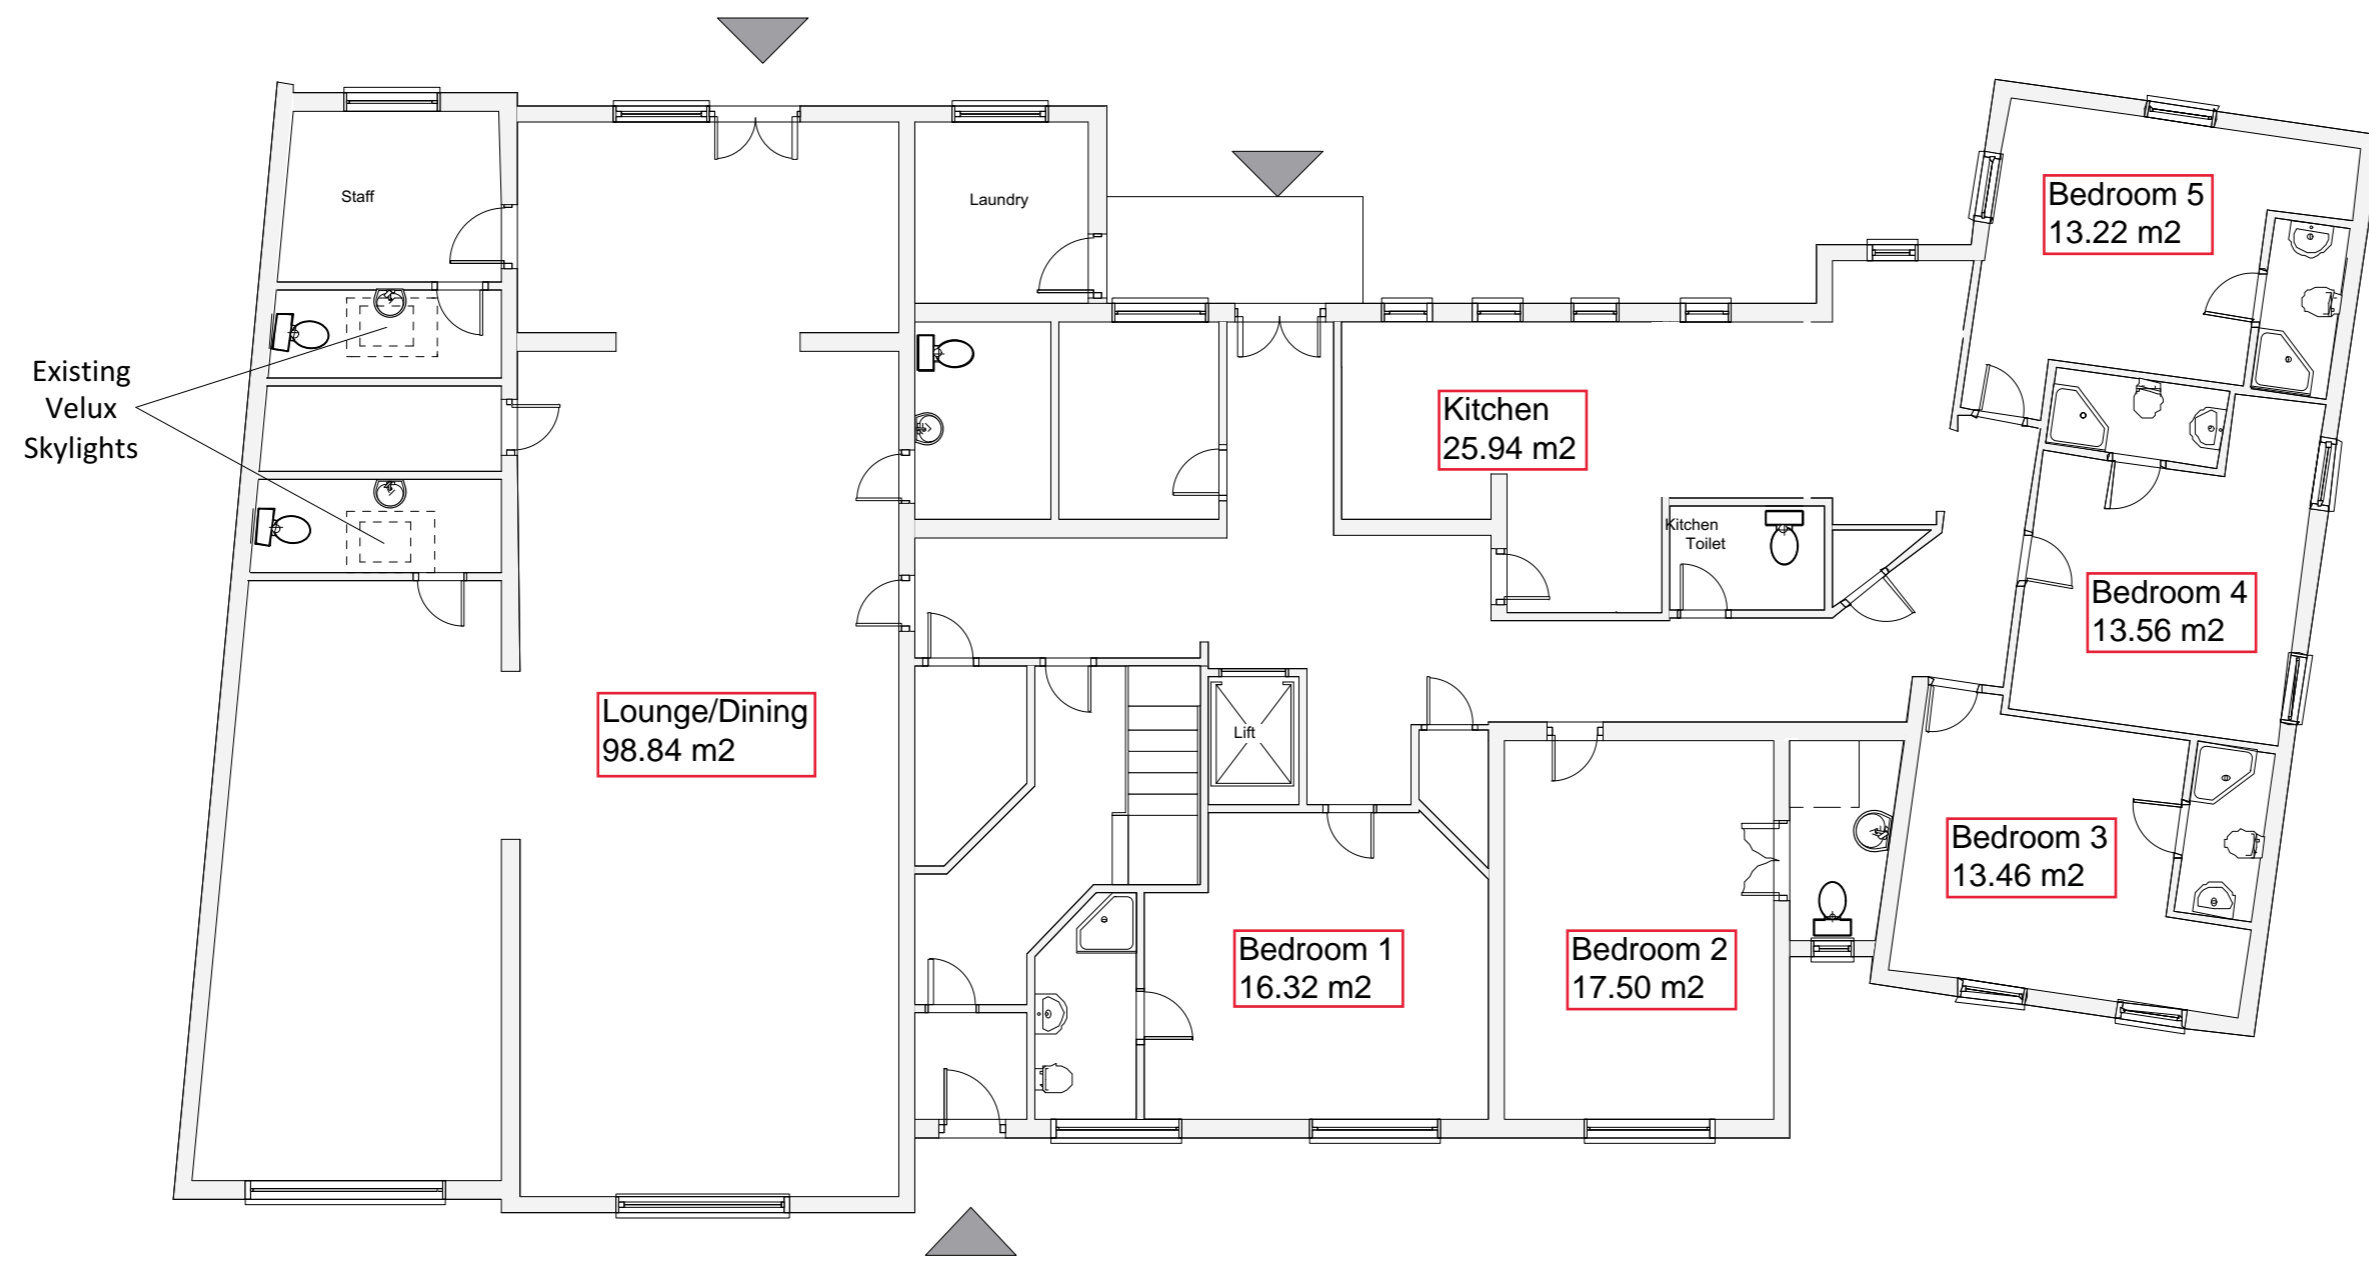 Staff
Laundry
Bedroom 5
13.22 m2
Existing
Velux
Skylights
Kitchen
25.94 m2
Kitchen
Toilet
Bedroom 4
13.56 m2
Lounge/Dining
98.84 m2
Lift
Bedroom 3
13.46 m2
Bedroom 1
16.32 m2
Bedroom 2
17.50 m2